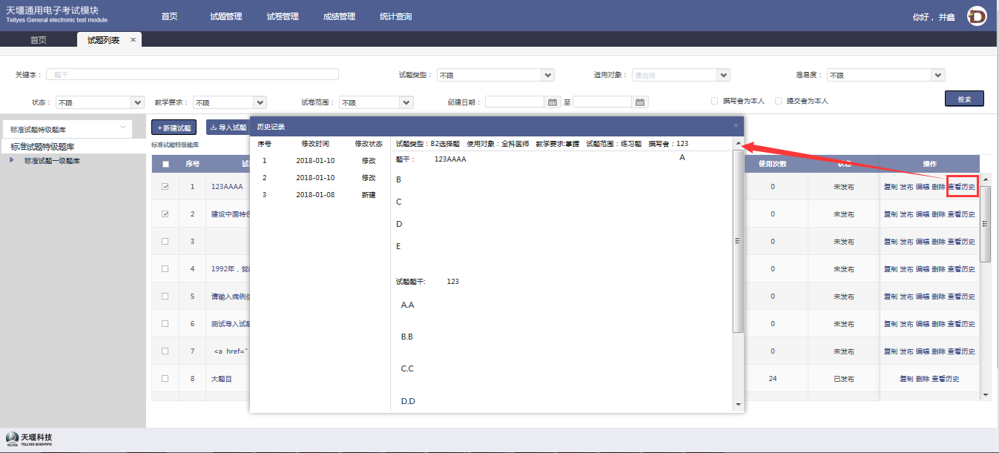 天堰通用电子考试模块
Tellyes General electronic test module
首页 试题管理 试卷管理 成绩管理 统计查询
你好，井鑫
首页 试题列表 ×
关键字： 题干 试题类型： 不限 适用对象： 请选择 难易度： 不限
状态： 不限 教学要求： 不限 试卷范围： 不限 创建日期： 至 撰写者为本人 提交者为本人 搜索
标准试题特级题库
标准试题特级题库
标准试题一级题库
+新建试题 导入试题
标准试题特级题库
序号 使用次数 状态 操作
1 123AAAA 0 未发布 复制 发布 编辑 删除 查看历史
2 建设中国特色 0 未发布 复制 发布 编辑 删除 查看历史
3 0 未发布 复制 发布 编辑 删除 查看历史
4 1992年，党 0 未发布 复制 发布 编辑 删除 查看历史
5 请输入病例 0 未发布 复制 发布 编辑 删除 查看历史
6 测试导入试题 0 未发布 复制 发布 编辑 删除 查看历史
7 <a href=" 0 未发布 复制 发布 编辑 删除 查看历史
8 大题目 24 已发布 复制 删除 查看历史
历史记录 ×
序号 修改时间 修改状态
1 2018-01-10 修改
2 2018-01-10 修改
3 2018-01-08 新建
试题类型：B2选择题 使用对象：全科医师 教学要求:掌握 试题范围：练习题 撰写者：123
题干： 123AAAA A
B
C
D
E
试题题干: 123
A.A
B.B
C.C
D.D
天堰科技
TELLYES SCIENTIFIC